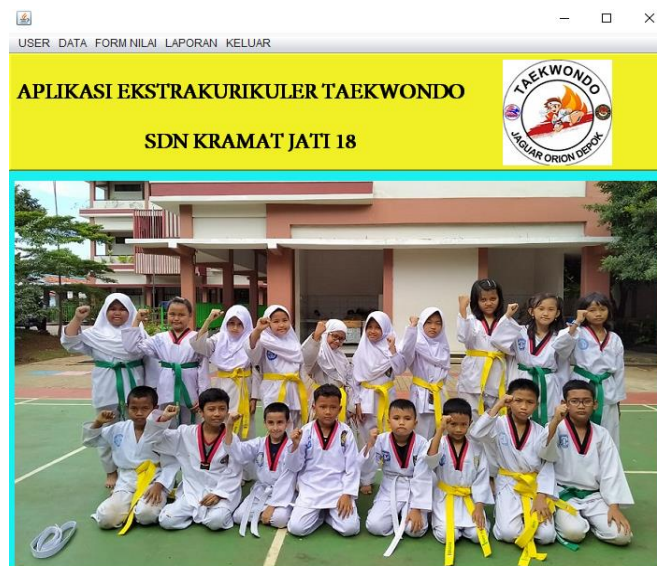 USER DATA FORM NILAI LAPORAN KELUAR
APLIKASI EKSTRAKURIKULER TAEKWONDO
SDN KRAMAT JATI 18
TAEKWONDO
JAGUAR ORION DEPOK